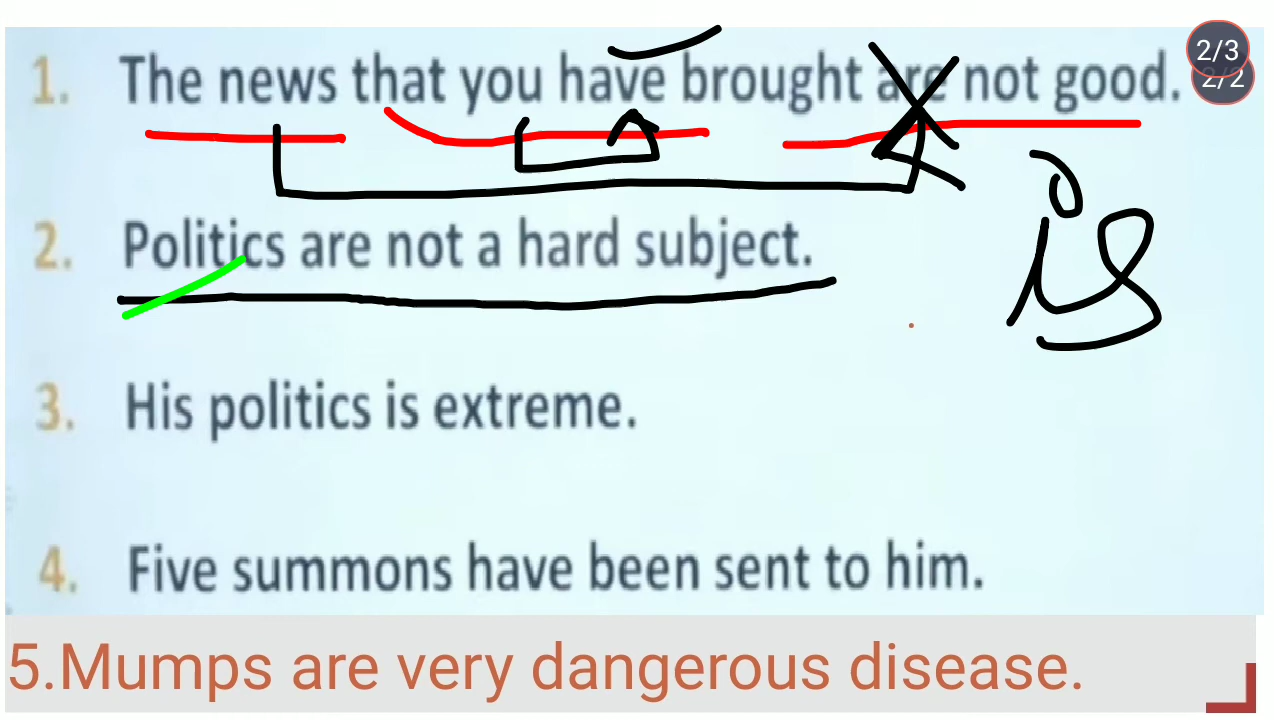 2/3
2/2
1. The news that you have brought are not good.
is
2. Politics are not a hard subject.
3. His politics is extreme.
4. Five summons have been sent to him.
5.Mumps are very dangerous disease.